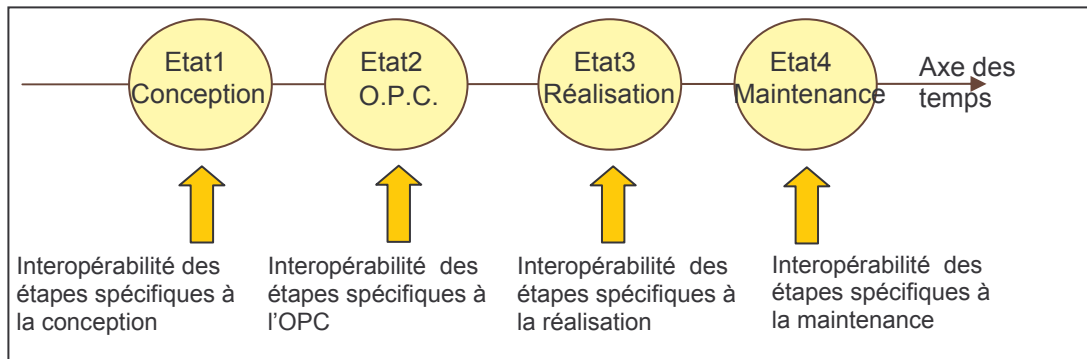 Etat1
Conception
Etat2
O.P.C.
Etat3
Réalisation
Etat4
Maintenance
Axe des
temps
Interopérabilité des
étapes spécifiques à
la conception
Interopérabilité des
étapes spécifiques à
l’OPC
Interopérabilité des
étapes spécifiques à
la réalisation
Interopérabilité des
étapes spécifiques à
la maintenance